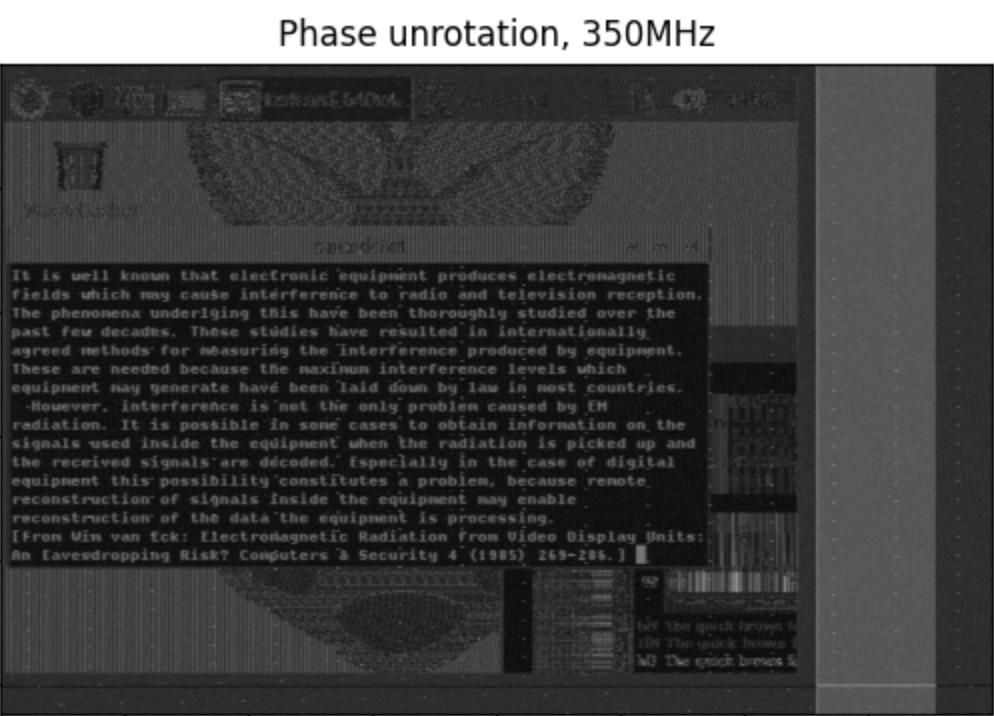 Phase unrotation, 350MHz
It is well known that electronic equipment produces electromagnetic
fields which may cause interference to radio and television reception.
The phenomena underlying this have been thoroughly studied over the
past few decades. These studies have resulted in internationally
agreed methods for measuring the interference produced by equipment.
These are needed because the maximum interference levels which
equipment may generate have been laid down by law in most countries.
However, interference is not the only problem caused by EM
radiation. It is possible in some cases to obtain information on the
signals used inside the equipment when the radiation is picked up and
the received signals are decoded. Especially in the case of digital
equipment this possibility constitutes a problem, because remote
reconstruction of signals inside the equipment may enable
reconstruction of the data the equipment is processing.
[From Wim van Eck: Electromagnetic Radiation from Video Display Units:
An Eavesdropping Risk? Computers & Security 4 (1985) 269-286.]
The quick brown
The quick brown
The quick brown